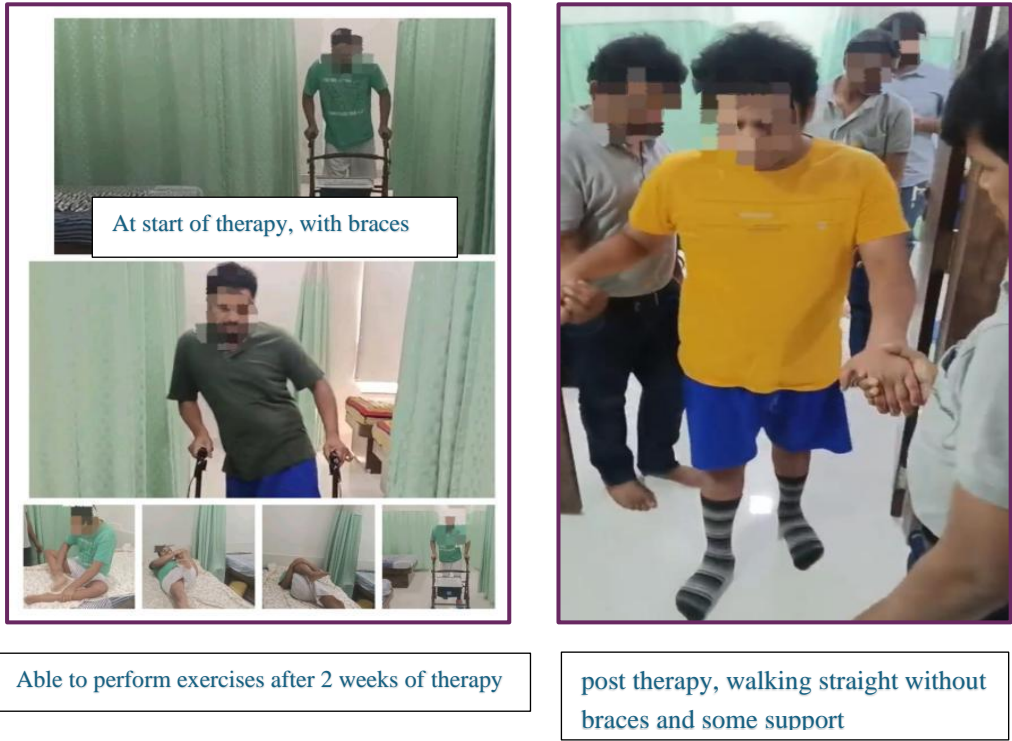 At start of therapy, with braces
Able to perform exercises after 2 weeks of therapy
post therapy, walking straight without
braces and some support